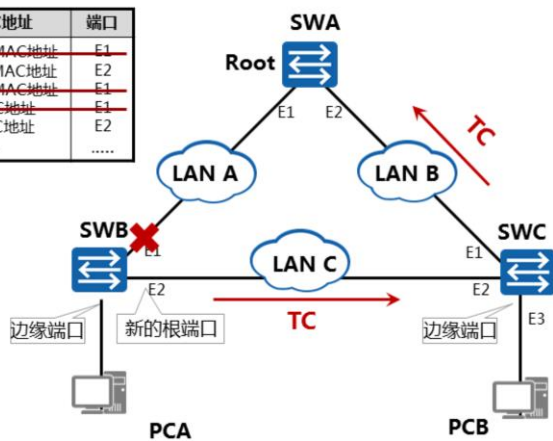 地址 端口
MAC地址 E1
MAC地址 E2
MAC地址 E1
地址 E1
地址 E2
.....
SWA
Root
E1 E2
TC
LAN A
LAN B
SWB
SWC
E1
E1
LAN C
E2
E2
TC
边缘端口
新的根端口
边缘端口
E3
PCA
PCB